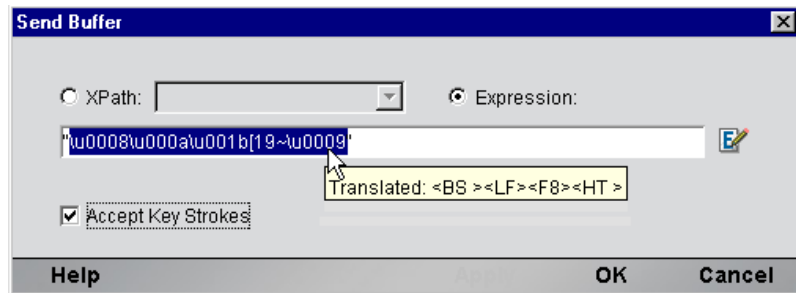 Send Buffer
XPath: Expression:
"\u0008\u000a\u001b[19~\u0009"
Translated: <BS ><LF><F8><HT >
Accept Key Strokes
Help Apply OK Cancel